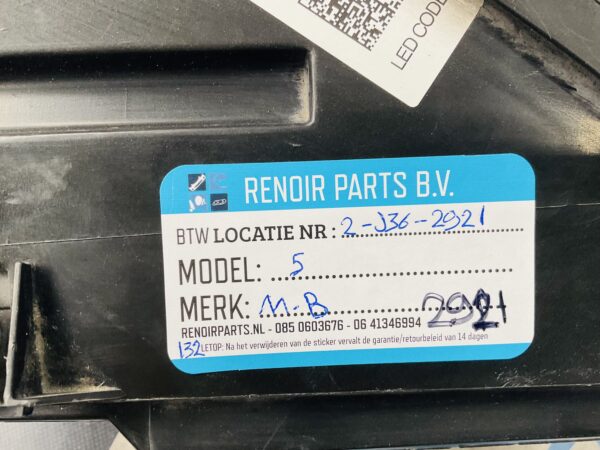 LED CODE
RENOIR PARTS B.V.
BTW LOCATIE NR: 2-J36-2921
MODEL: 5
MERK: M.B 2921
RENOIRPARTS.NL - 085 0603676 - 06 41346994
132 LETOP: Na het verwijderen van de sticker vervalt de garantie/retourbeleid van 14 dagen